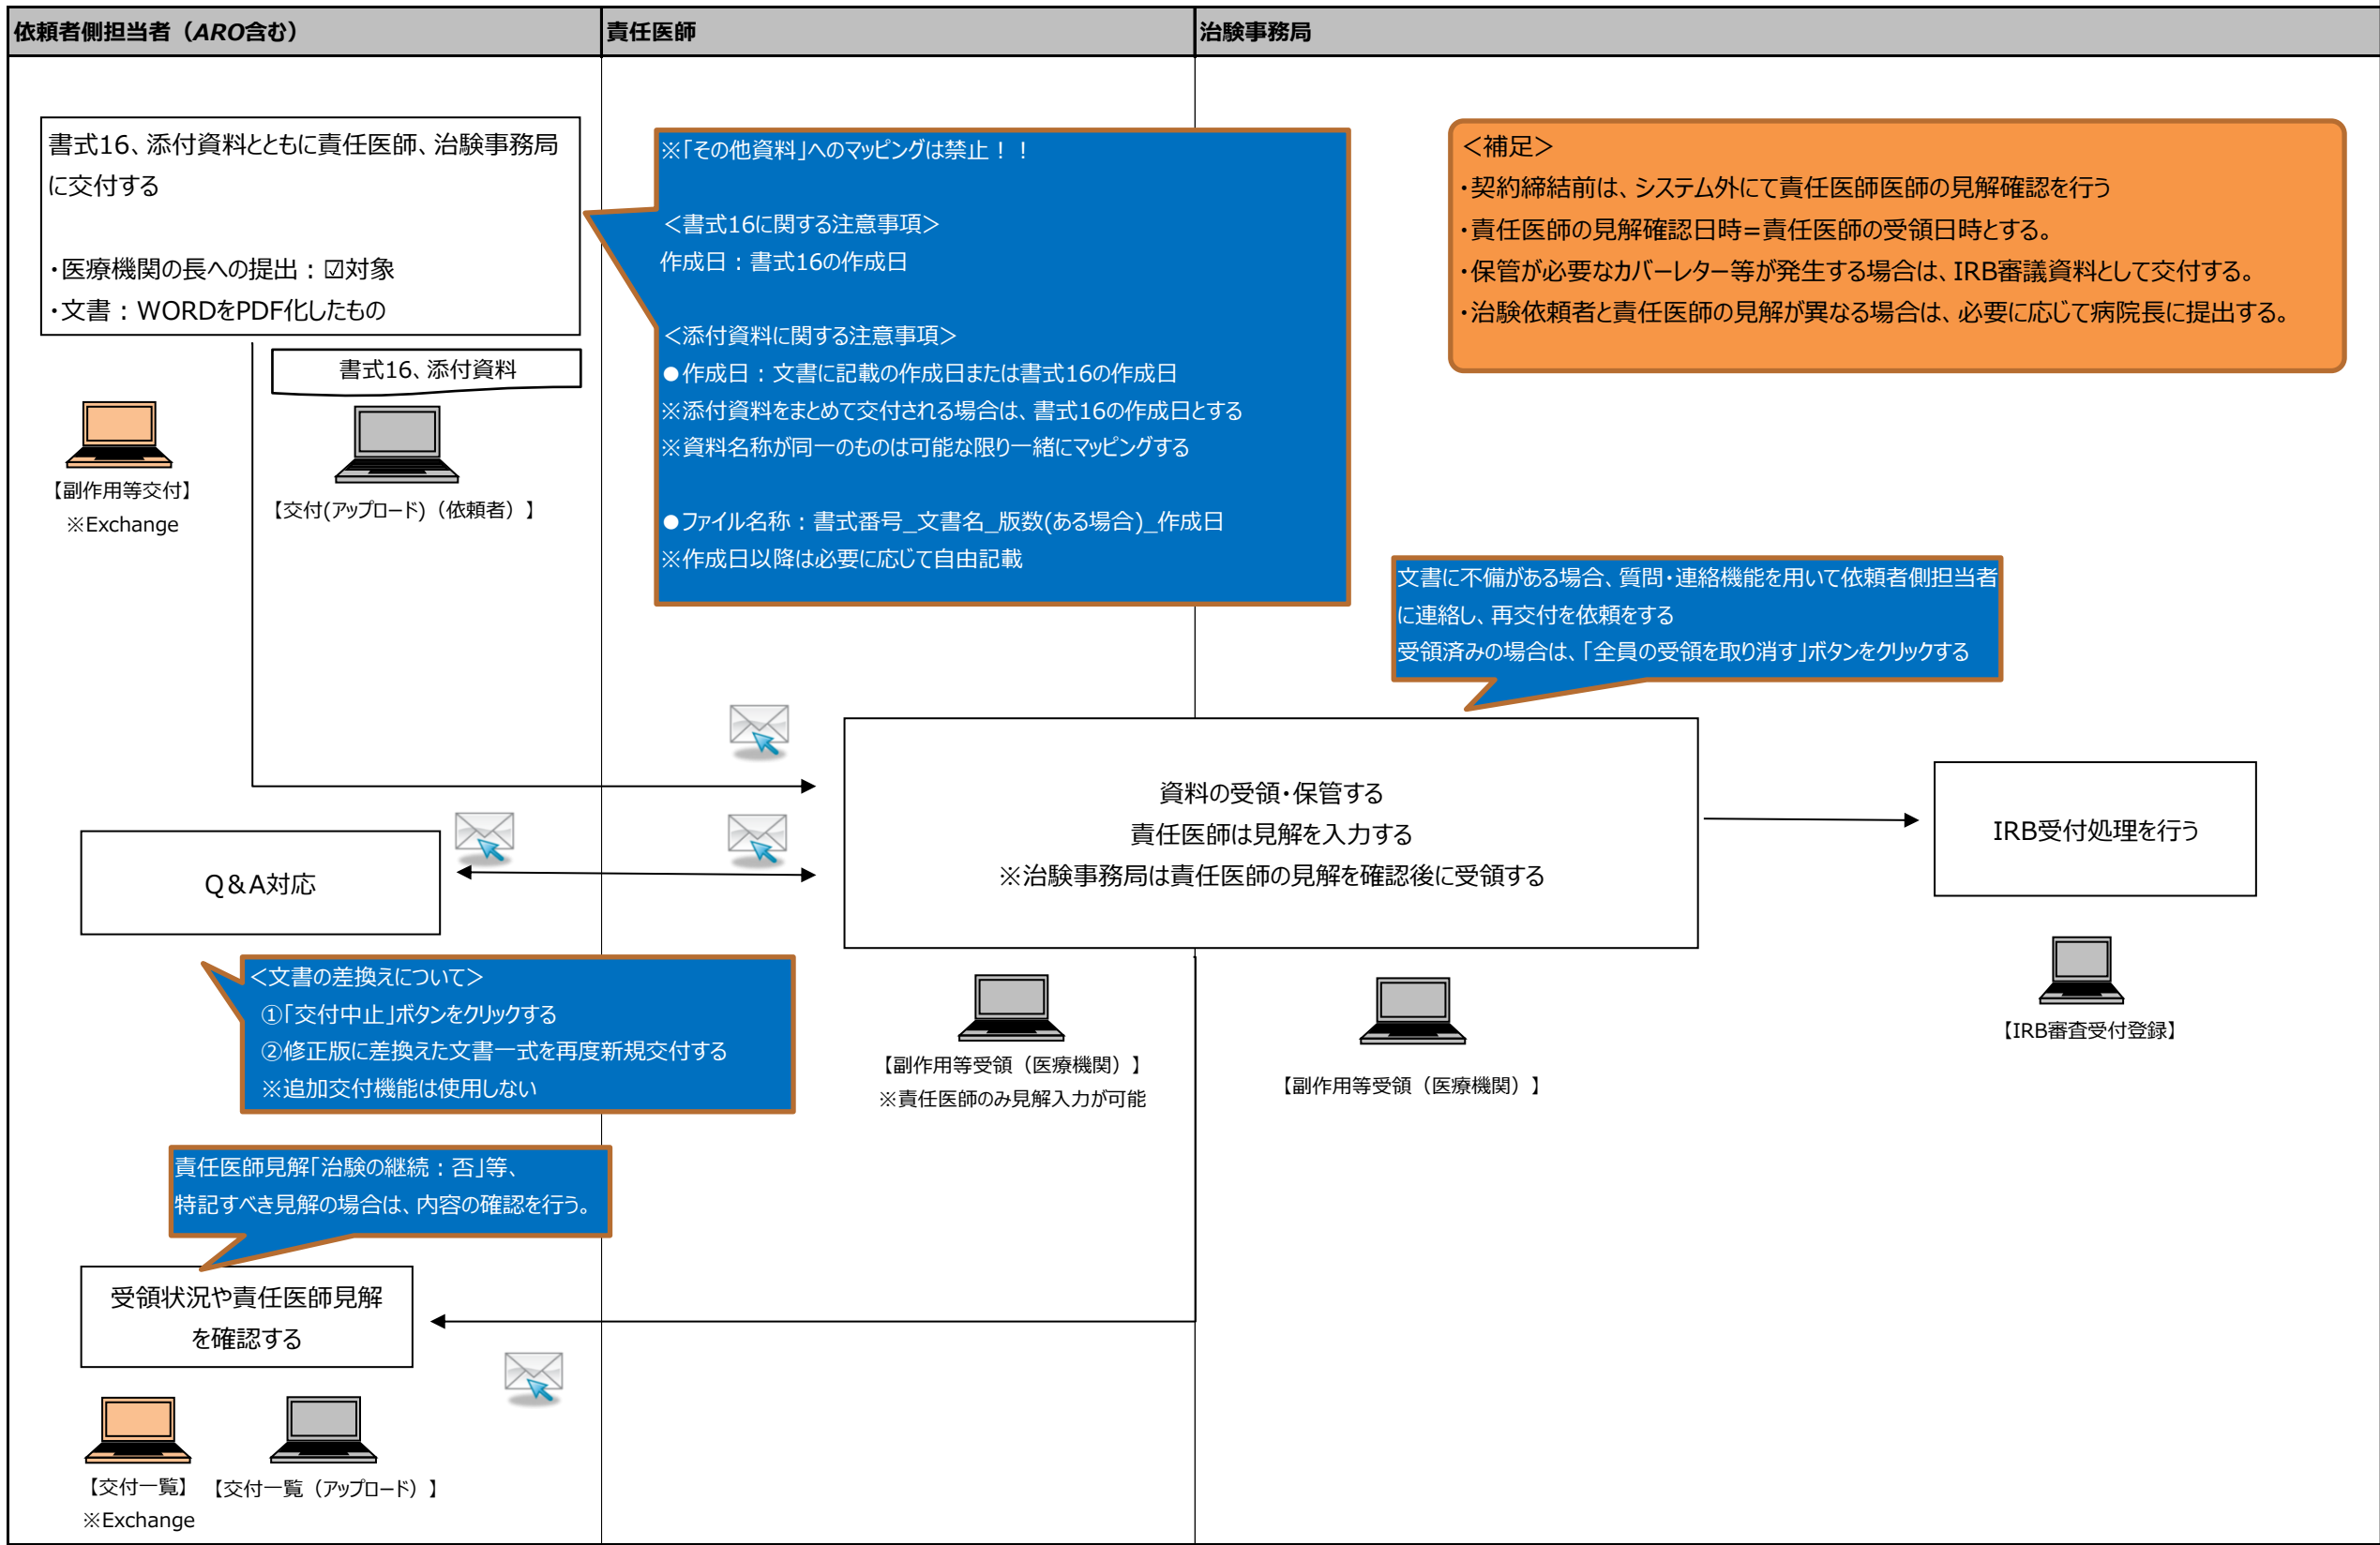 依頼者側担当者（ARO含む）
責任医師
治験事務局
書式16、添付資料とともに責任医師、治験事務局
に交付する
・医療機関の長への提出：☑対象
・文書：WORDをPDF化したもの
書式16、添付資料
【副作用等交付】
※Exchange
【交付(アップロード)（依頼者）】
※「その他資料」へのマッピングは禁止！！
＜書式16に関する注意事項＞
作成日：書式16の作成日
＜添付資料に関する注意事項＞
●作成日：文書に記載の作成日または書式16の作成日
※添付資料をまとめて交付される場合は、書式16の作成日とする
※資料名称が同一のものは可能な限り一緒にマッピングする
●ファイル名称：書式番号_文書名_版数(ある場合)_作成日
※作成日以降は必要に応じて自由記載
＜補足＞
・契約締結前は、システム外にて責任医師医師の見解確認を行う
・責任医師の見解確認日時=責任医師の受領日時とする。
・保管が必要なカバーレター等が発生する場合は、IRB審議資料として交付する。
・治験依頼者と責任医師の見解が異なる場合は、必要に応じて病院長に提出する。
文書に不備がある場合、質問・連絡機能を用いて依頼者側担当者
に連絡し、再交付を依頼をする
受領済みの場合は、「全員の受領を取り消す」ボタンをクリックする
資料の受領・保管する
責任医師は見解を入力する
※治験事務局は責任医師の見解を確認後に受領する
IRB受付処理を行う
Q＆A対応
＜文書の差換えについて＞
①「交付中止」ボタンをクリックする
②修正版に差換えた文書一式を再度新規交付する
※追加交付機能は使用しない
【副作用等受領（医療機関）】
※責任医師のみ見解入力が可能
【副作用等受領（医療機関）】
【IRB審査受付登録】
責任医師見解「治験の継続：否」等、
特記すべき見解の場合は、内容の確認を行う。
受領状況や責任医師見解
を確認する
【交付一覧】
※Exchange
【交付一覧（アップロード）】